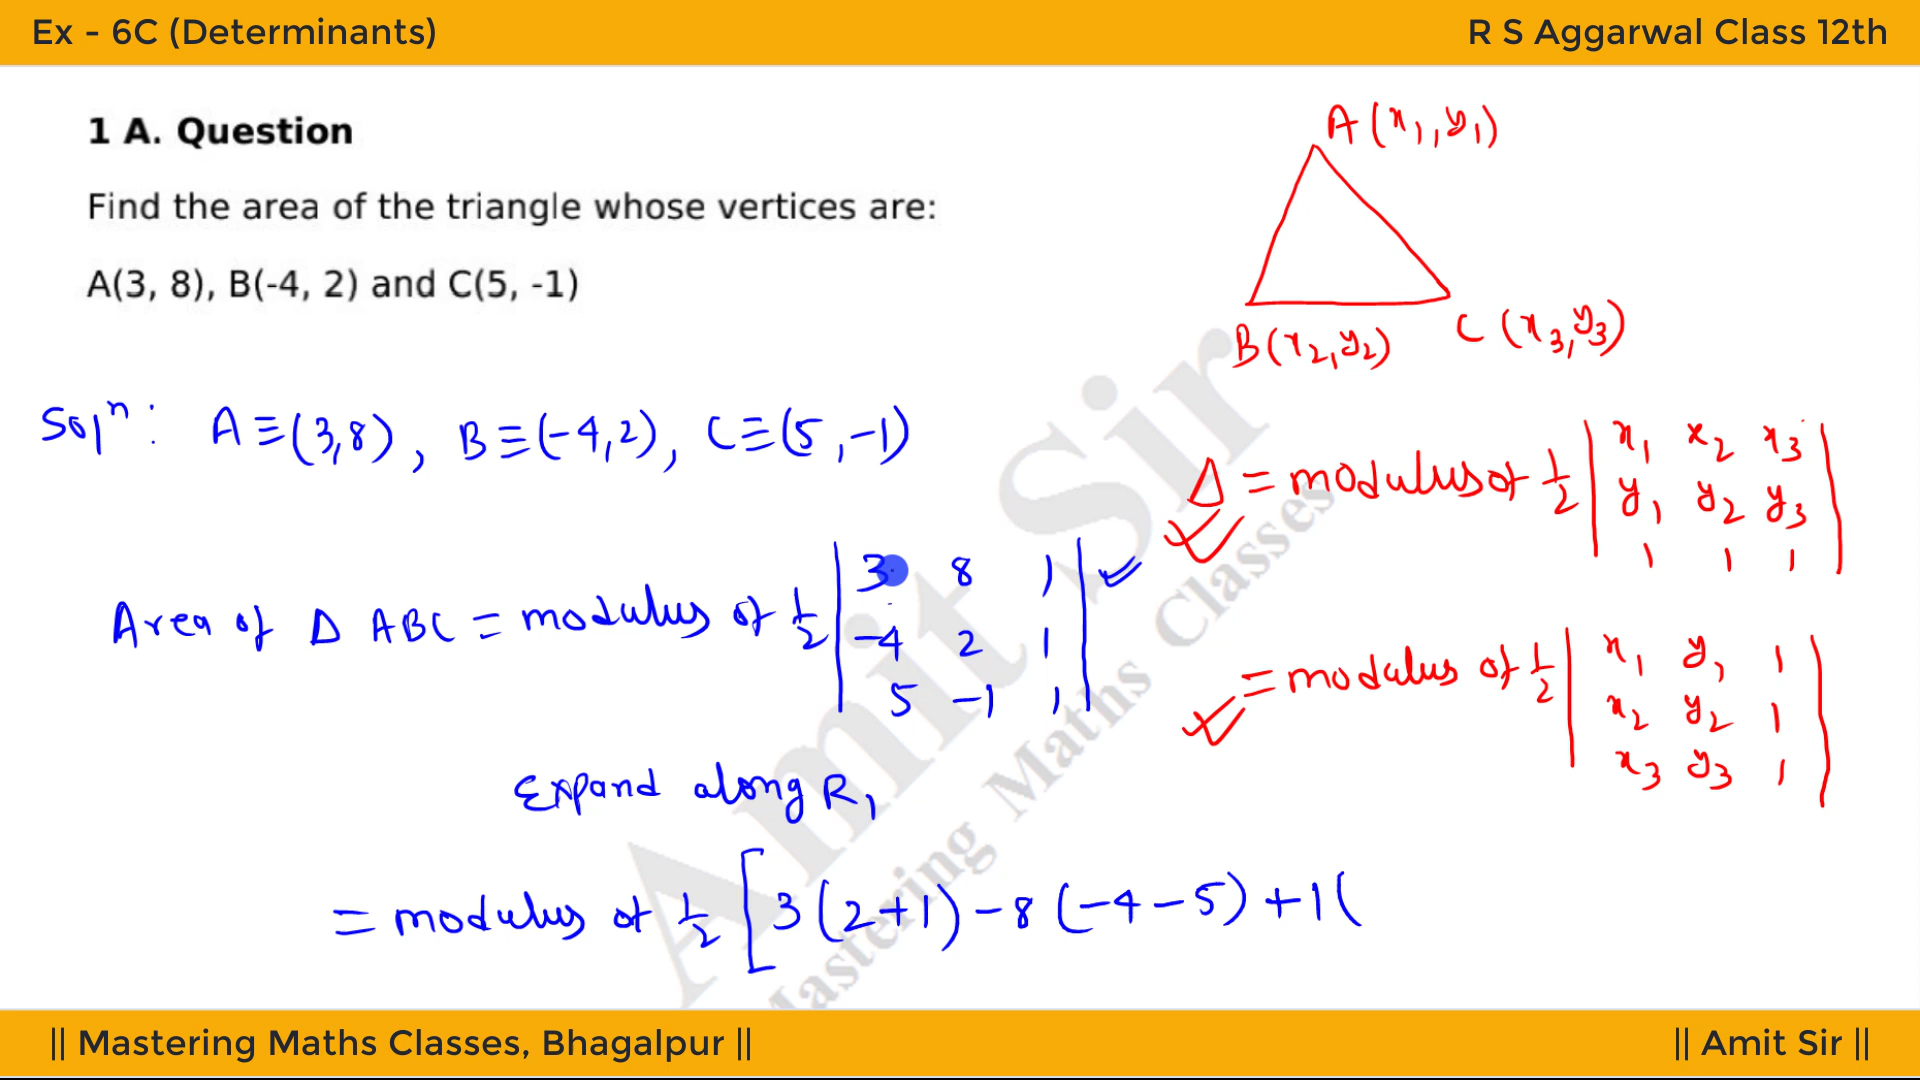 Ex - 6C (Determinants)
R S Aggarwal Class 12th
1 A. Question
Find the area of the triangle whose vertices are:
A(3, 8), B(-4, 2) and C(5, -1)
A(x₁,y₁)
B(x₂,y₂)
C(x₃,y₃)
Solⁿ: A≡(3,8), B≡(-4,2), C≡(5,-1)
Δ = modulus of 1/2 | x₁ x₂ x₃
y₁ y₂ y₃
1 1 1 |
= modulus of 1/2 | x₁ y₁ 1
x₂ y₂ 1
x₃ y₃ 1 |
Area of Δ ABC = modulus of 1/2 | 3 8 1
-4 2 1
5 -1 1 |
Expand along R₁
= modulus of 1/2 [3(2+1)-8(-4-5)+1(
Amit Sir
Mastering Maths Classes
|| Mastering Maths Classes, Bhagalpur ||
|| Amit Sir ||